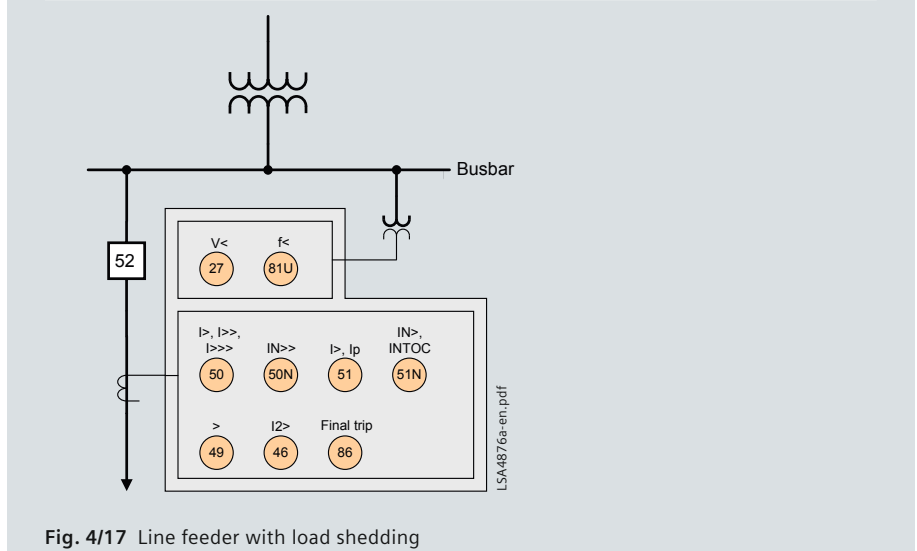 Busbar
52
V<
f<
27
81U
I>, I>>,
I>>>
IN>>
I>, Ip
IN>,
INTOC
50
50N
51
51N
>
I2>
Final trip
49
46
86
LSA4876a-en.pdf
Fig. 4/17 Line feeder with load shedding